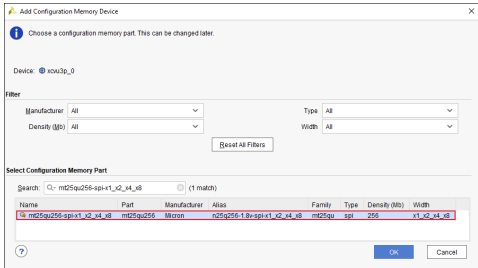 Add Configuration Memory Device
Choose a configuration memory part. This can be changed later.
Device: xcvu3p_0
Filter
Manufacturer All Type All
Density (Mb) All Width All
Reset All Filters
Select Configuration Memory Part
Search: mt25qu256-spi-x1_x2_x4_x8 (1 match)
Name Part Manufacturer Alias Family Type Density (Mb) Width
mt25qu256-spi-x1_x2_x4_x8 mt25qu256 Micron n25q256-1.8v-spi-x1_x2_x4_x8 mt25qu spi 256 x1_x2_x4_x8
? OK Cancel